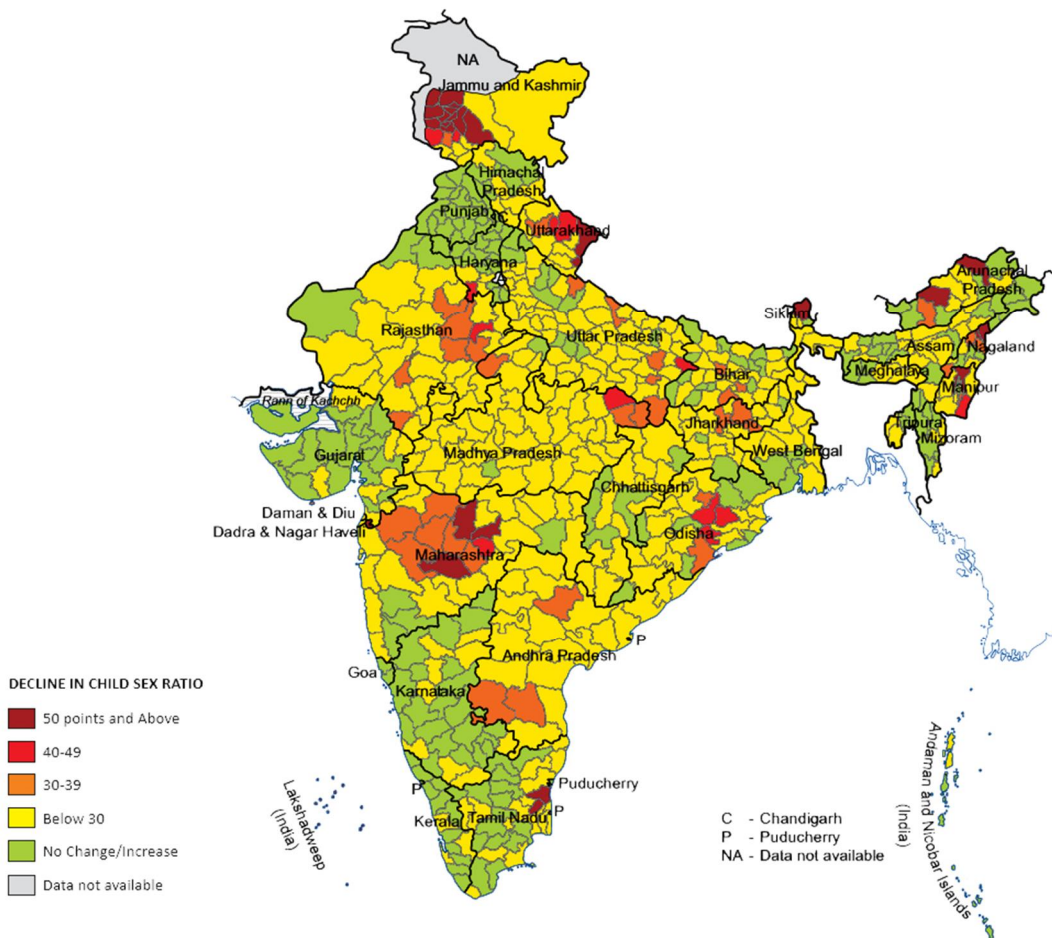 NA
Jammu and Kashmir
Himachal
Pradesh
Punjab
C
Uttarakhand
Haryana
Arunachal
Pradesh
Sikkim
Rajasthan
Uttar Pradesh
Assam
Nagaland
Bihar
Meghalaya
Manipur
Rann of Kachchh
Jharkhand
Tripura
Mizoram
Gujarat
Madhya Pradesh
West Bengal
Chhattisgarh
Daman & Diu
Dadra & Nagar Haveli
Odisha
Maharashtra
P
Andhra Pradesh
Goa
Karnataka
DECLINE IN CHILD SEX RATIO
50 points and Above
40-49
30-39
Below 30
No Change/Increase
Data not available
Puducherry
P
P
Kerala
Tamil Nadu
Lakshadweep
(India)
C - Chandigarh
P - Puducherry
NA - Data not available
Andaman and Nicobar Islands
(India)